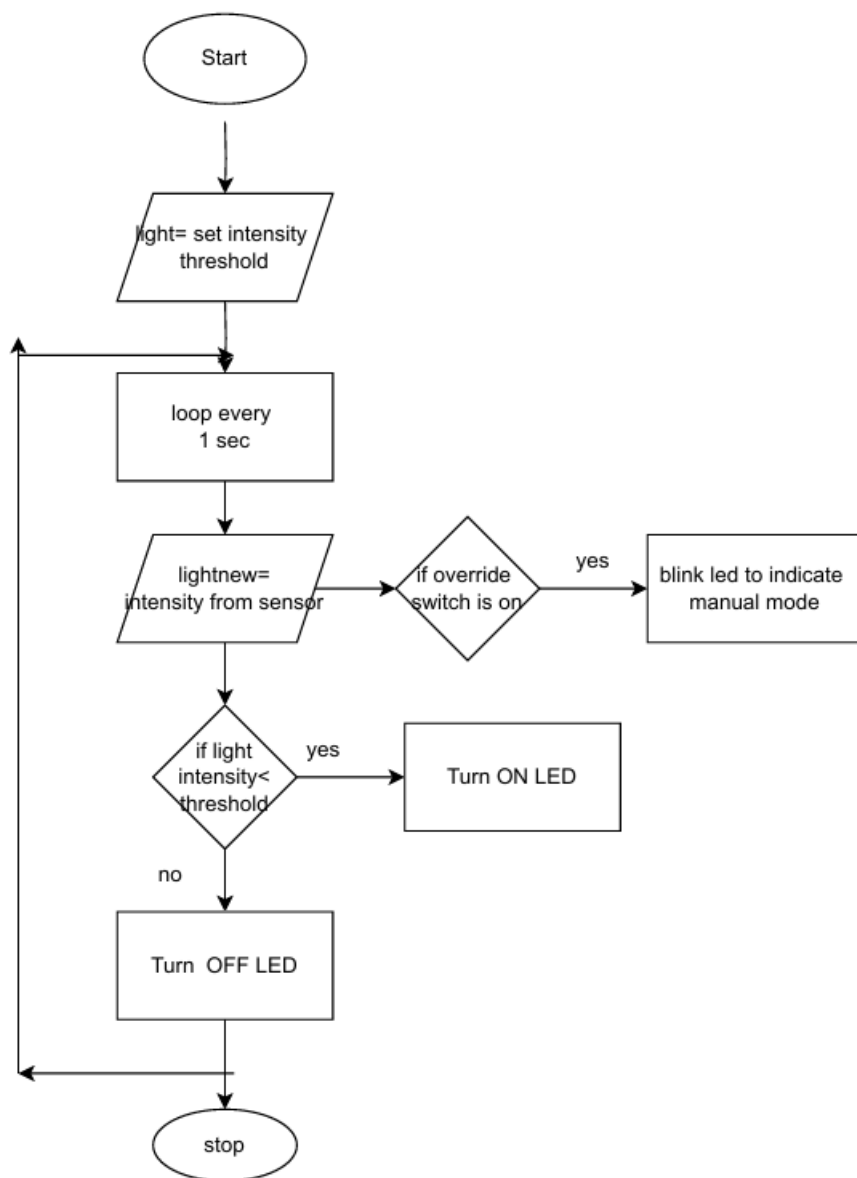 Start
light= set intensity
threshold
loop every
1 sec
lightnew=
intensity from sensor
if override
switch is on
yes
blink led to indicate
manual mode
if light
intensity<
threshold
yes
Turn ON LED
no
Turn  OFF LED
stop